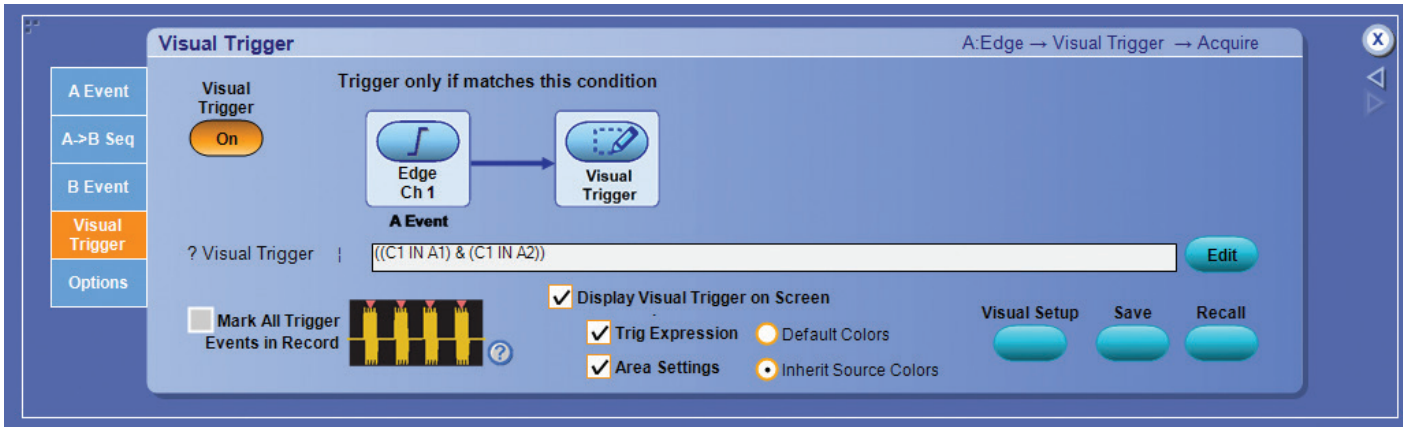 Visual Trigger
A:Edge → Visual Trigger → Acquire
X
A Event
A->B Seq
B Event
Visual
Trigger
Options
Visual
Trigger
On
Trigger only if matches this condition
Edge
Ch 1
A Event
Visual
Trigger
? Visual Trigger ¦
((C1 IN A1) & (C1 IN A2))
Edit
Mark All Trigger
Events in Record
?
Display Visual Trigger on Screen
Trig Expression
Default Colors
Area Settings
Inherit Source Colors
Visual Setup
Save
Recall